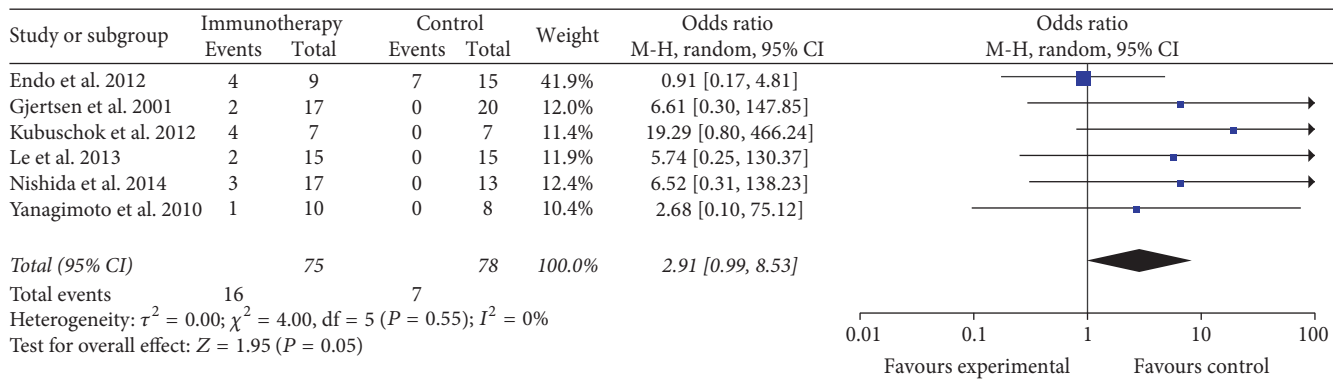 Study or subgroup Immunotherapy Control Weight Odds ratio Odds ratio
Events Total Events Total M-H, random, 95% CI M-H, random, 95% CI
Endo et al. 2012 4 9 7 15 41.9% 0.91 [0.17, 4.81]
Gjertsen et al. 2001 2 17 0 20 12.0% 6.61 [0.30, 147.85]
Kubuschok et al. 2012 4 7 0 7 11.4% 19.29 [0.80, 466.24]
Le et al. 2013 2 15 0 15 11.9% 5.74 [0.25, 130.37]
Nishida et al. 2014 3 17 0 13 12.4% 6.52 [0.31, 138.23]
Yanagimoto et al. 2010 1 10 0 8 10.4% 2.68 [0.10, 75.12]
Total (95% CI) 75 78 100.0% 2.91 [0.99, 8.53]
Total events 16 7
Heterogeneity: τ² = 0.00; χ² = 4.00, df = 5 (P = 0.55); I² = 0%
Test for overall effect: Z = 1.95 (P = 0.05)
0.01 0.1 1 10 100
Favours experimental Favours control